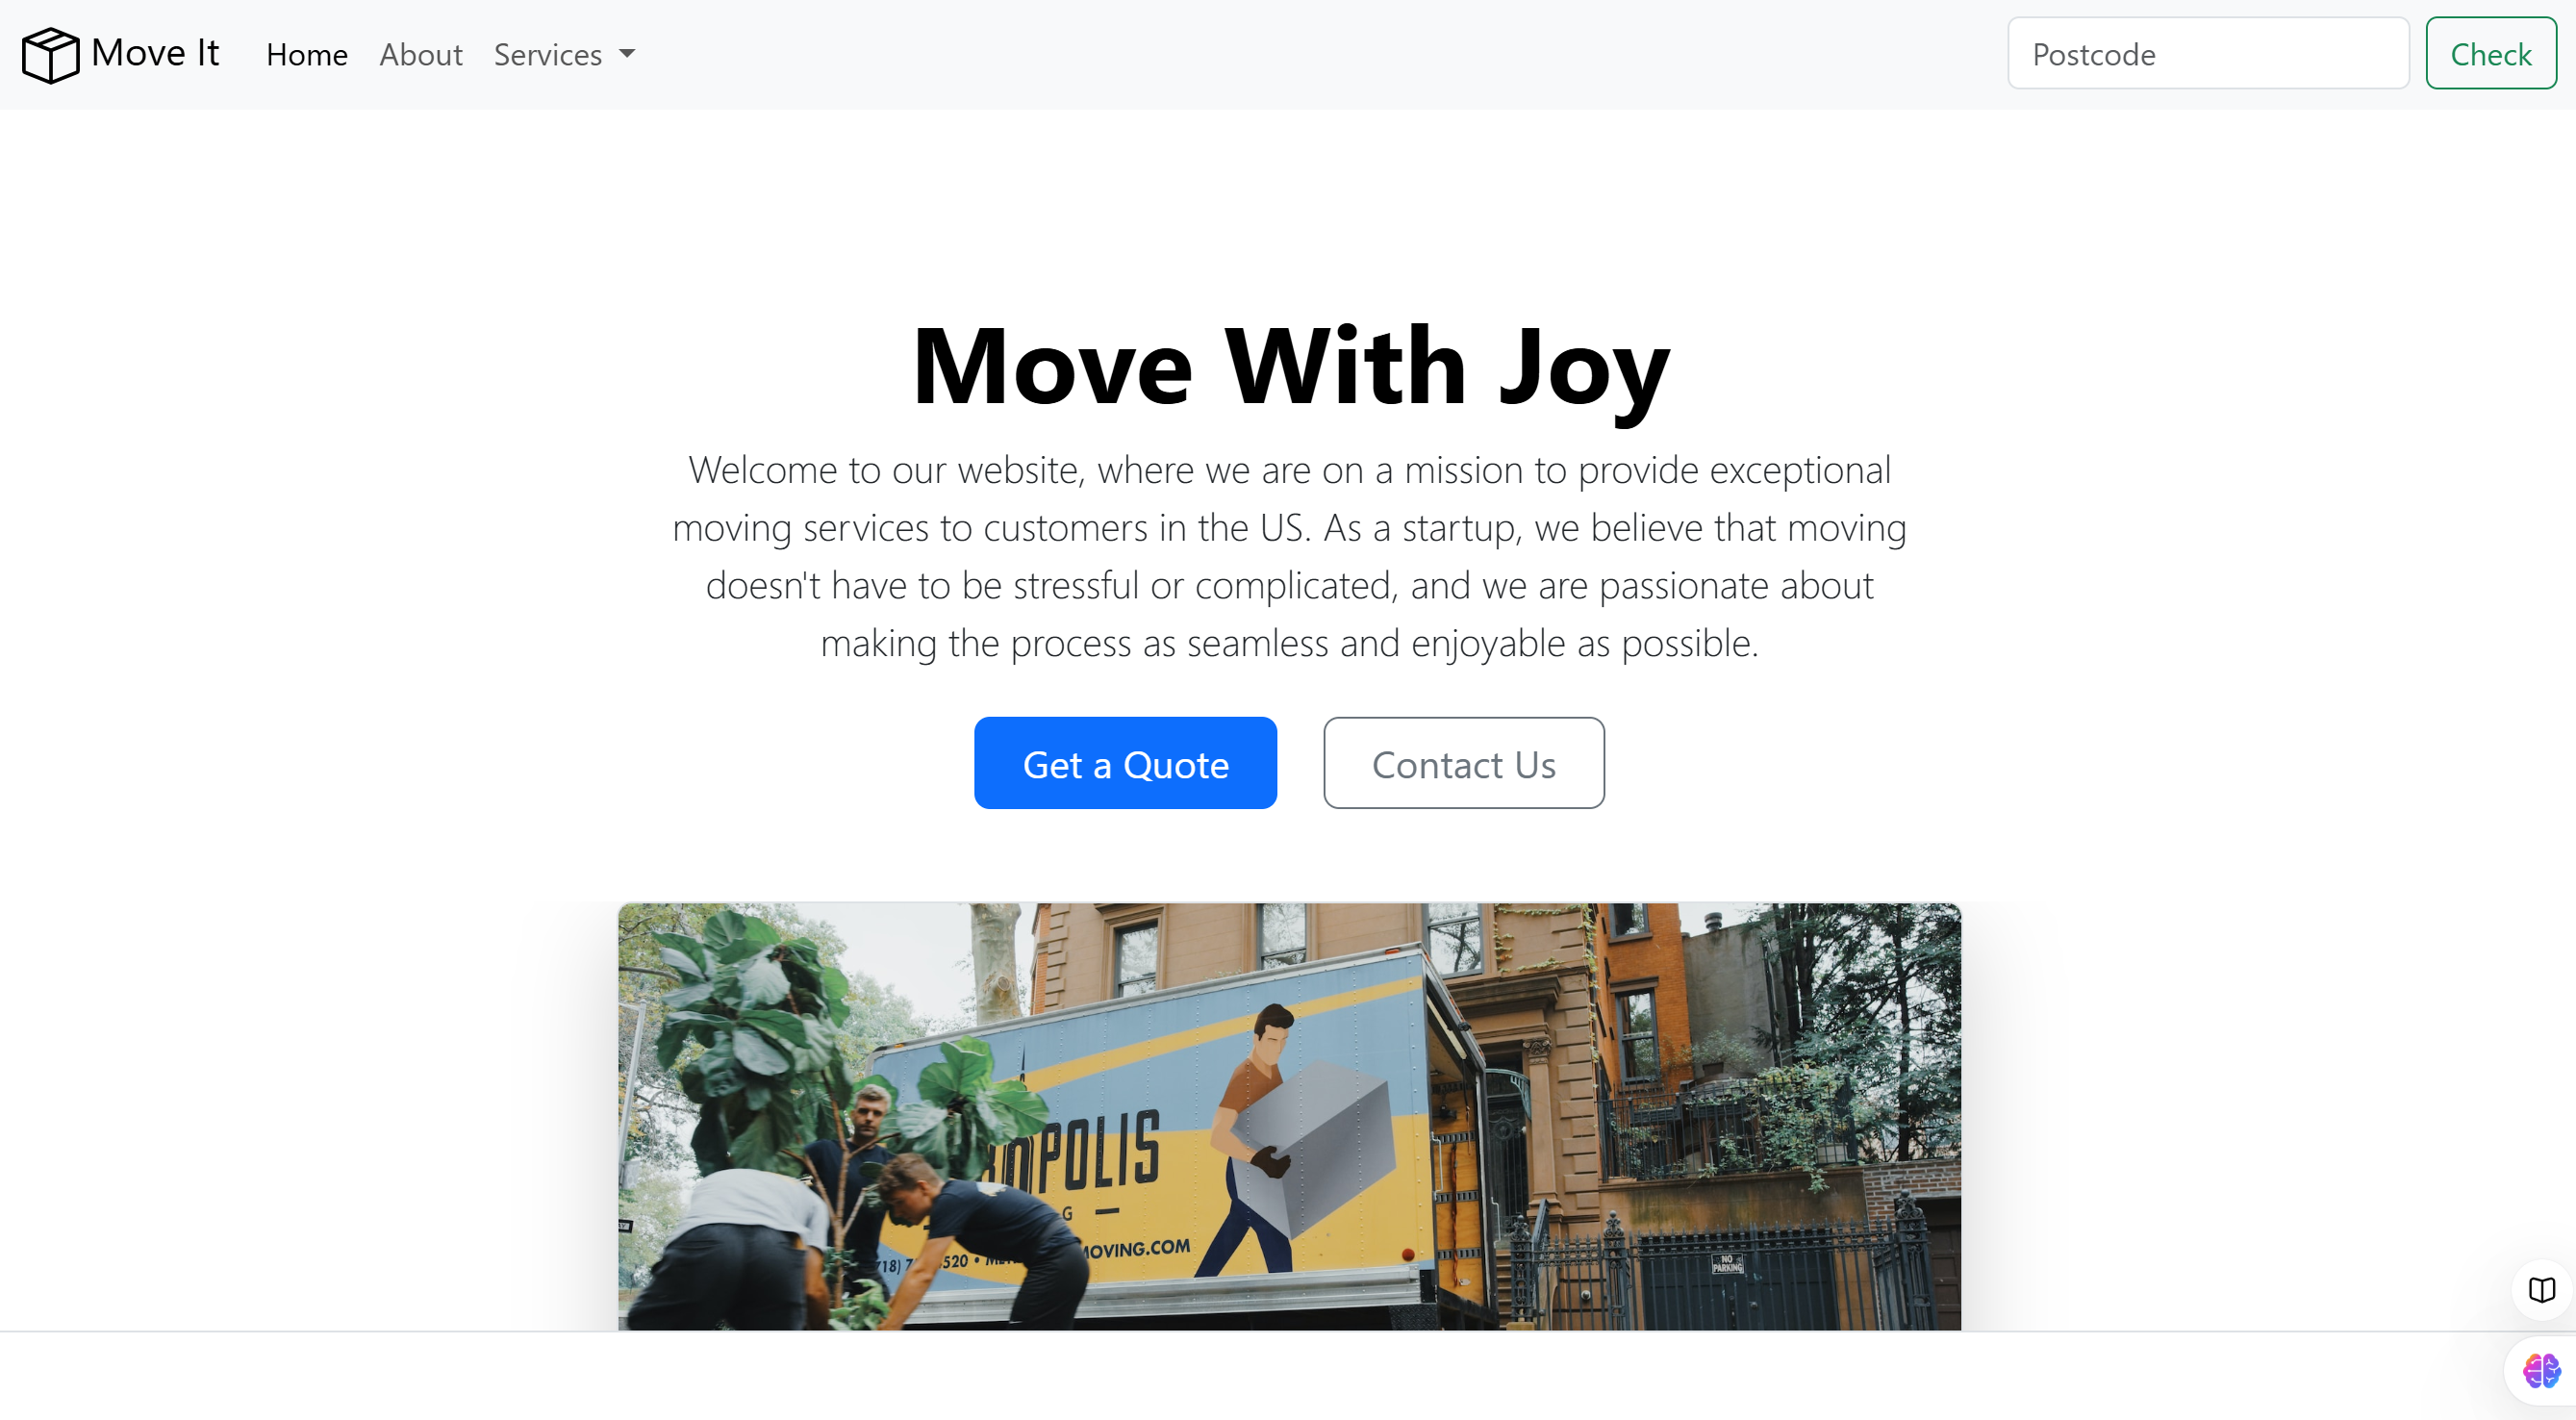 Move It
Home
About
Services
Postcode
Check
Move With Joy
Welcome to our website, where we are on a mission to provide exceptional
moving services to customers in the US. As a startup, we believe that moving
doesn't have to be stressful or complicated, and we are passionate about
making the process as seamless and enjoyable as possible.
Get a Quote
Contact Us
POLIS
MOVING.COM
NO
PARKING